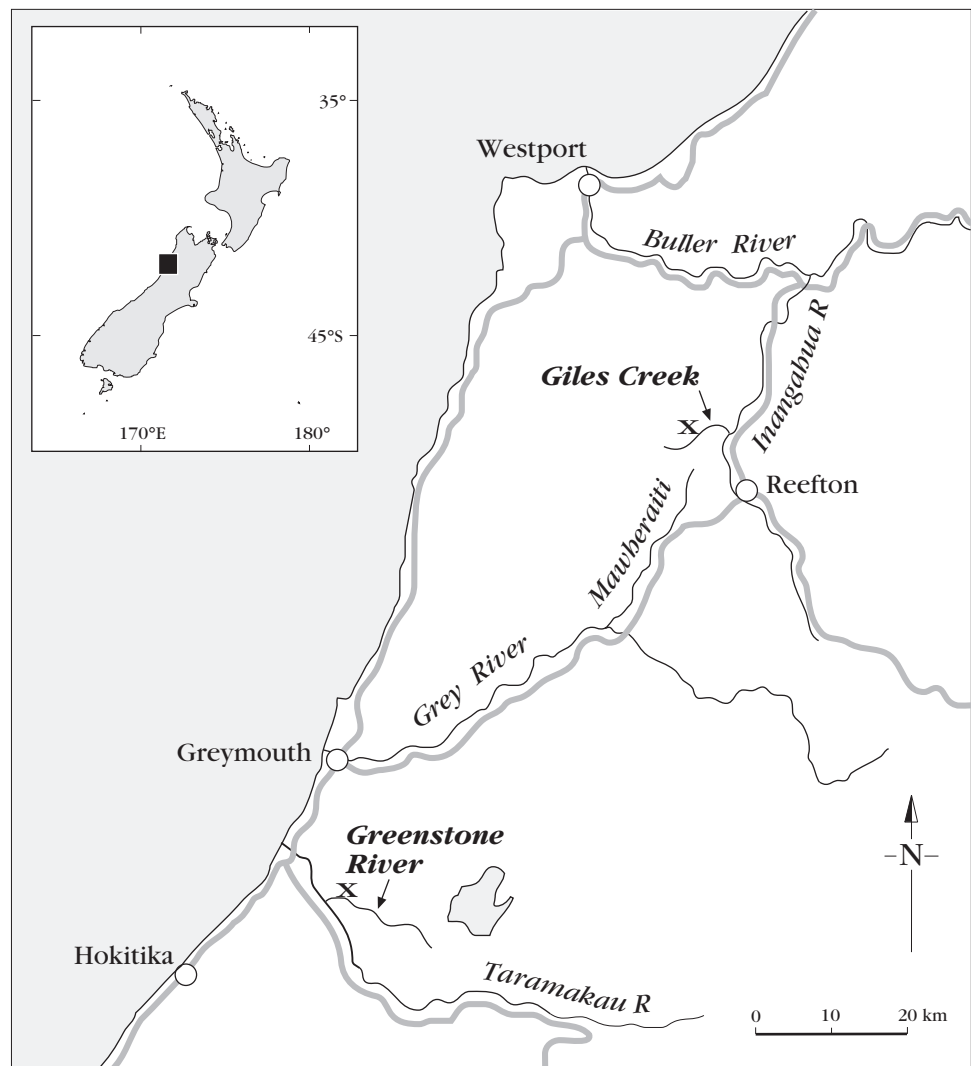 35°
45°S
170°E
180°
Westport
Buller River
Inangahua R
Giles Creek
X
Reefton
Mawheraiti
Grey River
Greymouth
Greenstone
River
X
–N–
Hokitika
Taramakau R
0
10
20 km